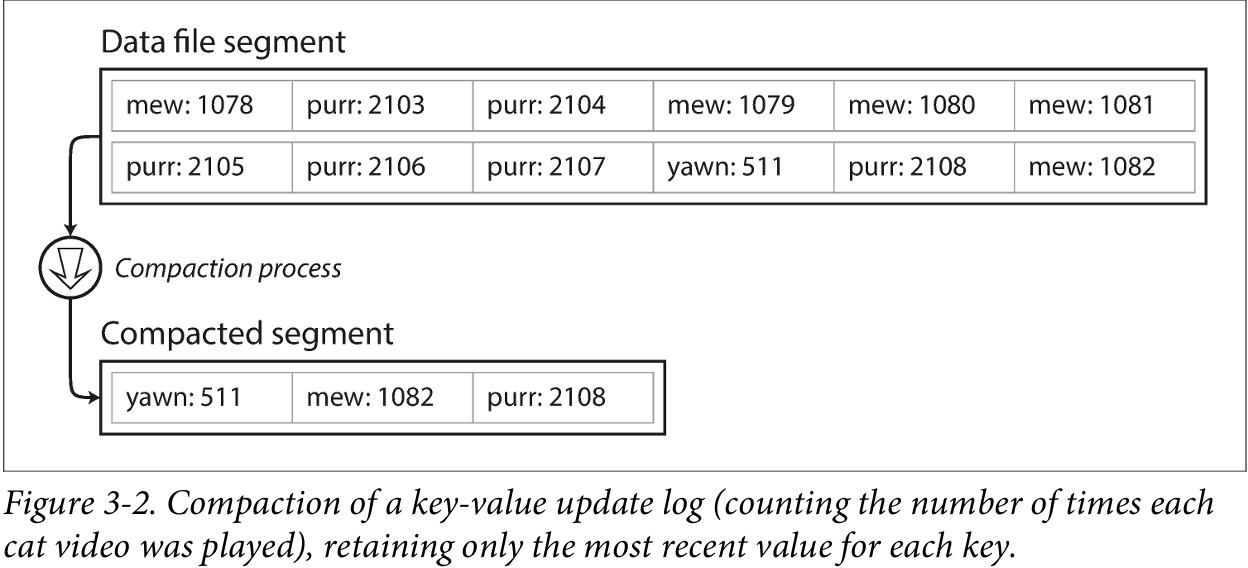 Data file segment
mew: 1078 purr: 2103 purr: 2104 mew: 1079 mew: 1080 mew: 1081
purr: 2105 purr: 2106 purr: 2107 yawn: 511 purr: 2108 mew: 1082
Compaction process
Compacted segment
yawn: 511 mew: 1082 purr: 2108
Figure 3-2. Compaction of a key-value update log (counting the number of times each
cat video was played), retaining only the most recent value for each key.